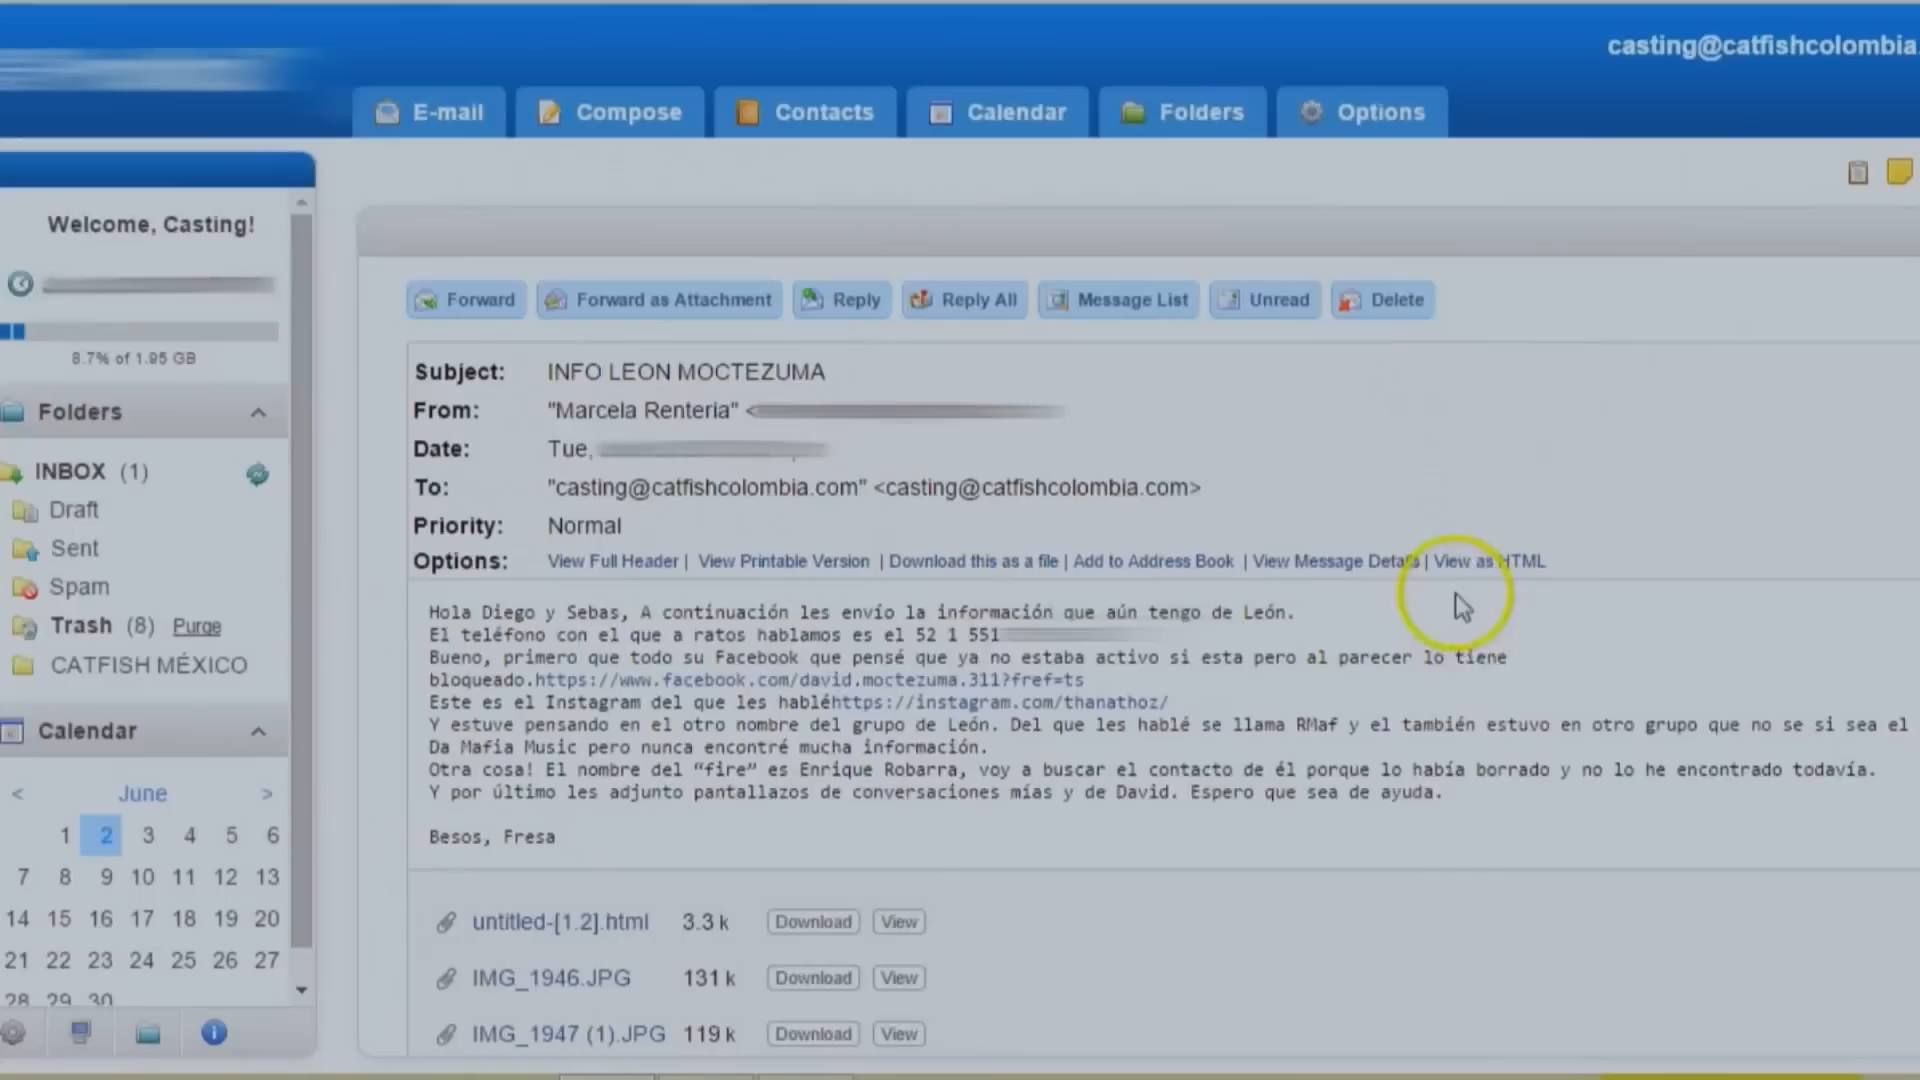 casting@catfishcolombia.
E-mail
Compose
Contacts
Calendar
Folders
Options
Welcome, Casting!
8.7% of 1.95 GB
Folders
INBOX (1)
Draft
Sent
Spam
Trash (8) Purge
CATFISH MÉXICO
Calendar
< June >
1 2 3 4 5 6
7 8 9 10 11 12 13
14 15 16 17 18 19 20
21 22 23 24 25 26 27
28 29 30
Forward
Forward as Attachment
Reply
Reply All
Message List
Unread
Delete
Subject: INFO LEON MOCTEZUMA
From: "Marcela Renteria" <
Date: Tue,
To: "casting@catfishcolombia.com" <casting@catfishcolombia.com>
Priority: Normal
Options: View Full Header | View Printable Version | Download this as a file | Add to Address Book | View Message Details | View as HTML
Hola Diego y Sebas, A continuación les envío la información que aún tengo de León.
El teléfono con el que a ratos hablamos es el 52 1 551
Bueno, primero que todo su Facebook que pensé que ya no estaba activo si esta pero al parecer lo tiene
bloqueado.https://www.facebook.com/david.moctezuma.311?fref=ts
Este es el Instagram del que les habléhttps://instagram.com/thanathoz/
Y estuve pensando en el otro nombre del grupo de León. Del que les hablé se llama RMaf y el también estuvo en otro grupo que no se si sea el
Da Mafia Music pero nunca encontré mucha información.
Otra cosa! El nombre del “fire” es Enrique Robarra, voy a buscar el contacto de él porque lo había borrado y no lo he encontrado todavía.
Y por último les adjunto pantallazos de conversaciones mías y de David. Espero que sea de ayuda.
Besos, Fresa
untitled-[1.2].html 3.3 k Download View
IMG_1946.JPG 131 k Download View
IMG_1947 (1).JPG 119 k Download View